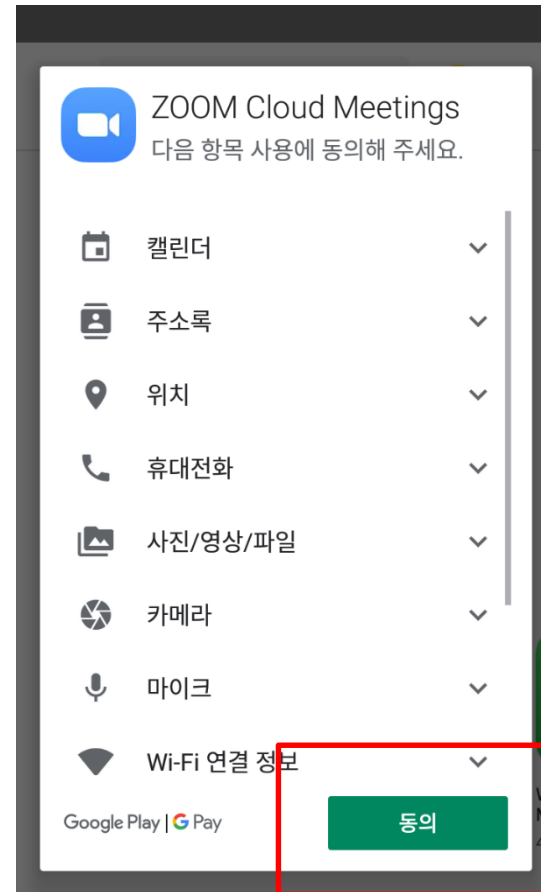 ZOOM Cloud Meetings
다음 항목 사용에 동의해 주세요.
캘린더
주소록
위치
휴대전화
사진/영상/파일
카메라
마이크
Wi-Fi 연결 정보
Google Play | G Pay
동의